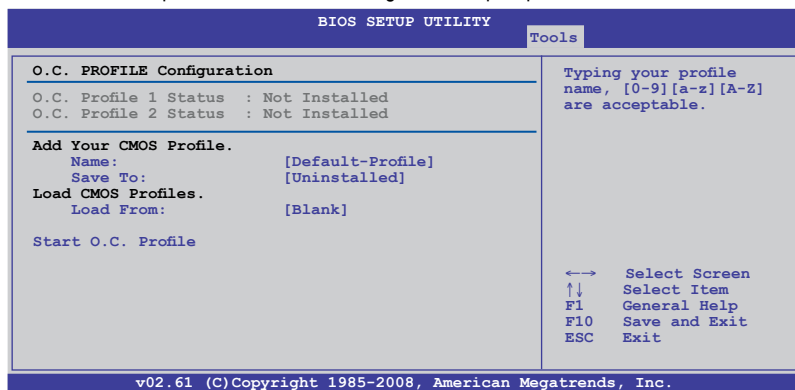 BIOS SETUP UTILITY
Tools
O.C. PROFILE Configuration
O.C. Profile 1 Status : Not Installed
O.C. Profile 2 Status : Not Installed
Add Your CMOS Profile.
Name: [Default-Profile]
Save To: [Uninstalled]
Load CMOS Profiles.
Load From: [Blank]
Start O.C. Profile
Typing your profile
name, [0-9][a-z][A-Z]
are acceptable.
←→ Select Screen
↑↓ Select Item
F1 General Help
F10 Save and Exit
ESC Exit
v02.61 (C)Copyright 1985-2008, American Megatrends, Inc.